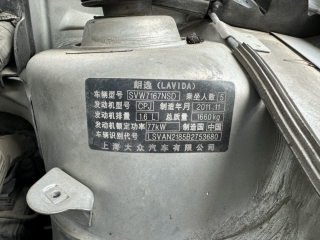 朗逸 (LAVIDA)
车辆型号 SVW7167NSD 乘坐人数 5
发动机型号 CPJ 制造年月 2011.11
发动机排量 1.6 L 总质量 1660kg
发动机额定功率 77kW 制造国 中国
车辆识别代号 LSVAN2185B2753680
上海大众汽车有限公司